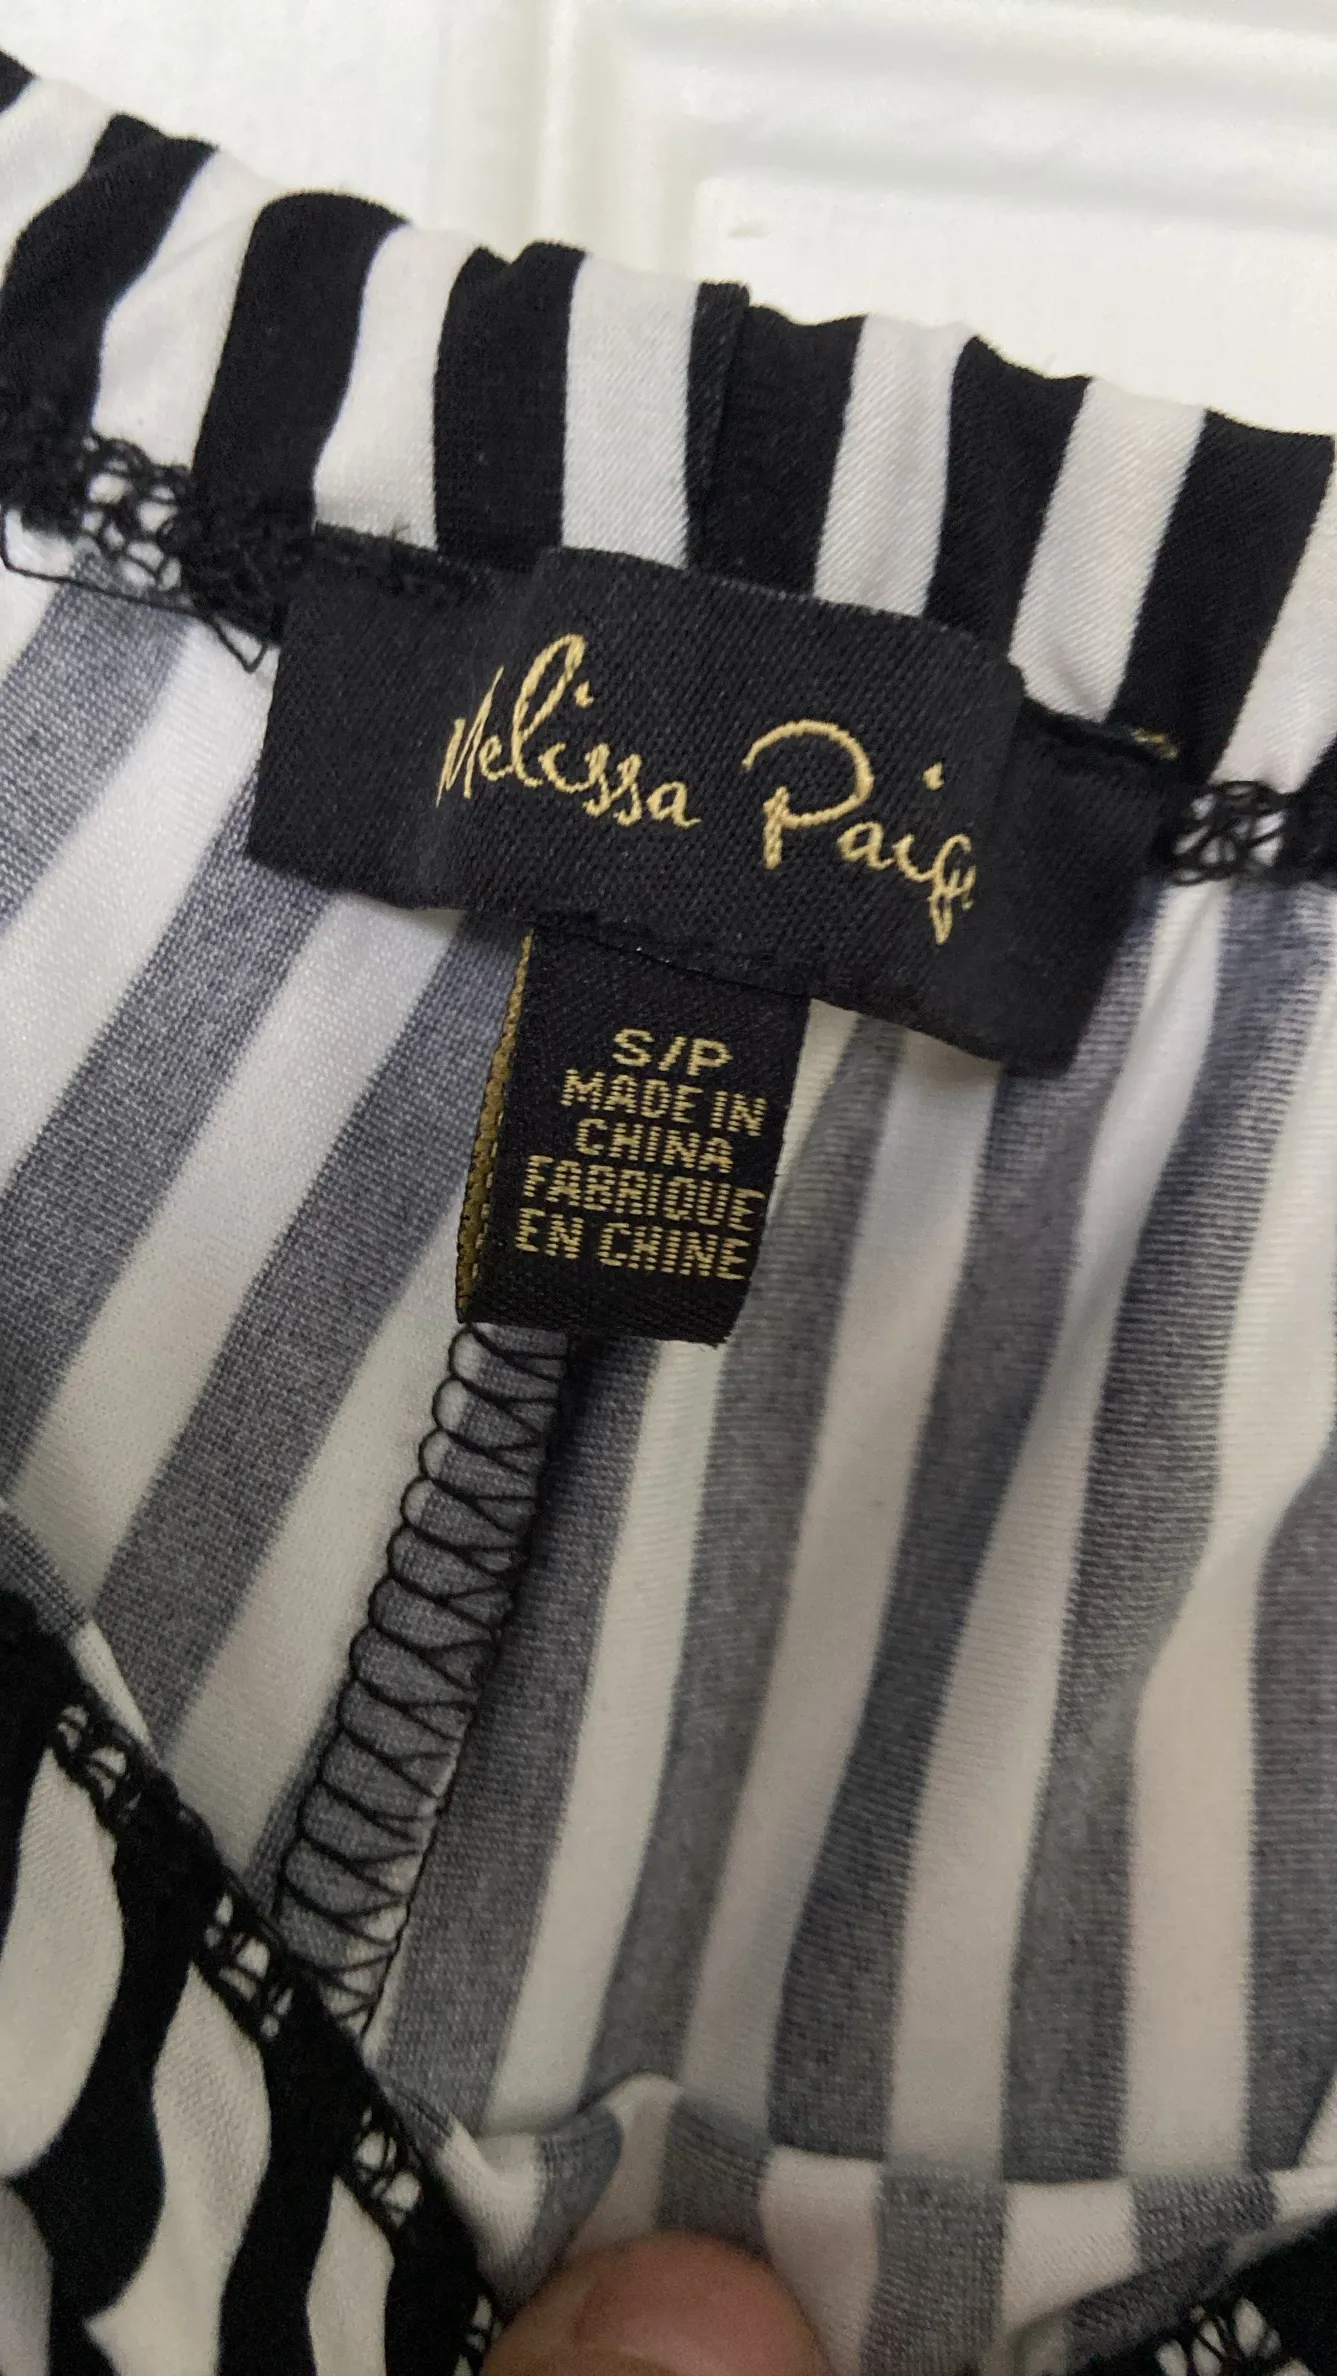 Melissa Paige
S/P
MADE IN
CHINA
FABRIQUE
EN CHINE